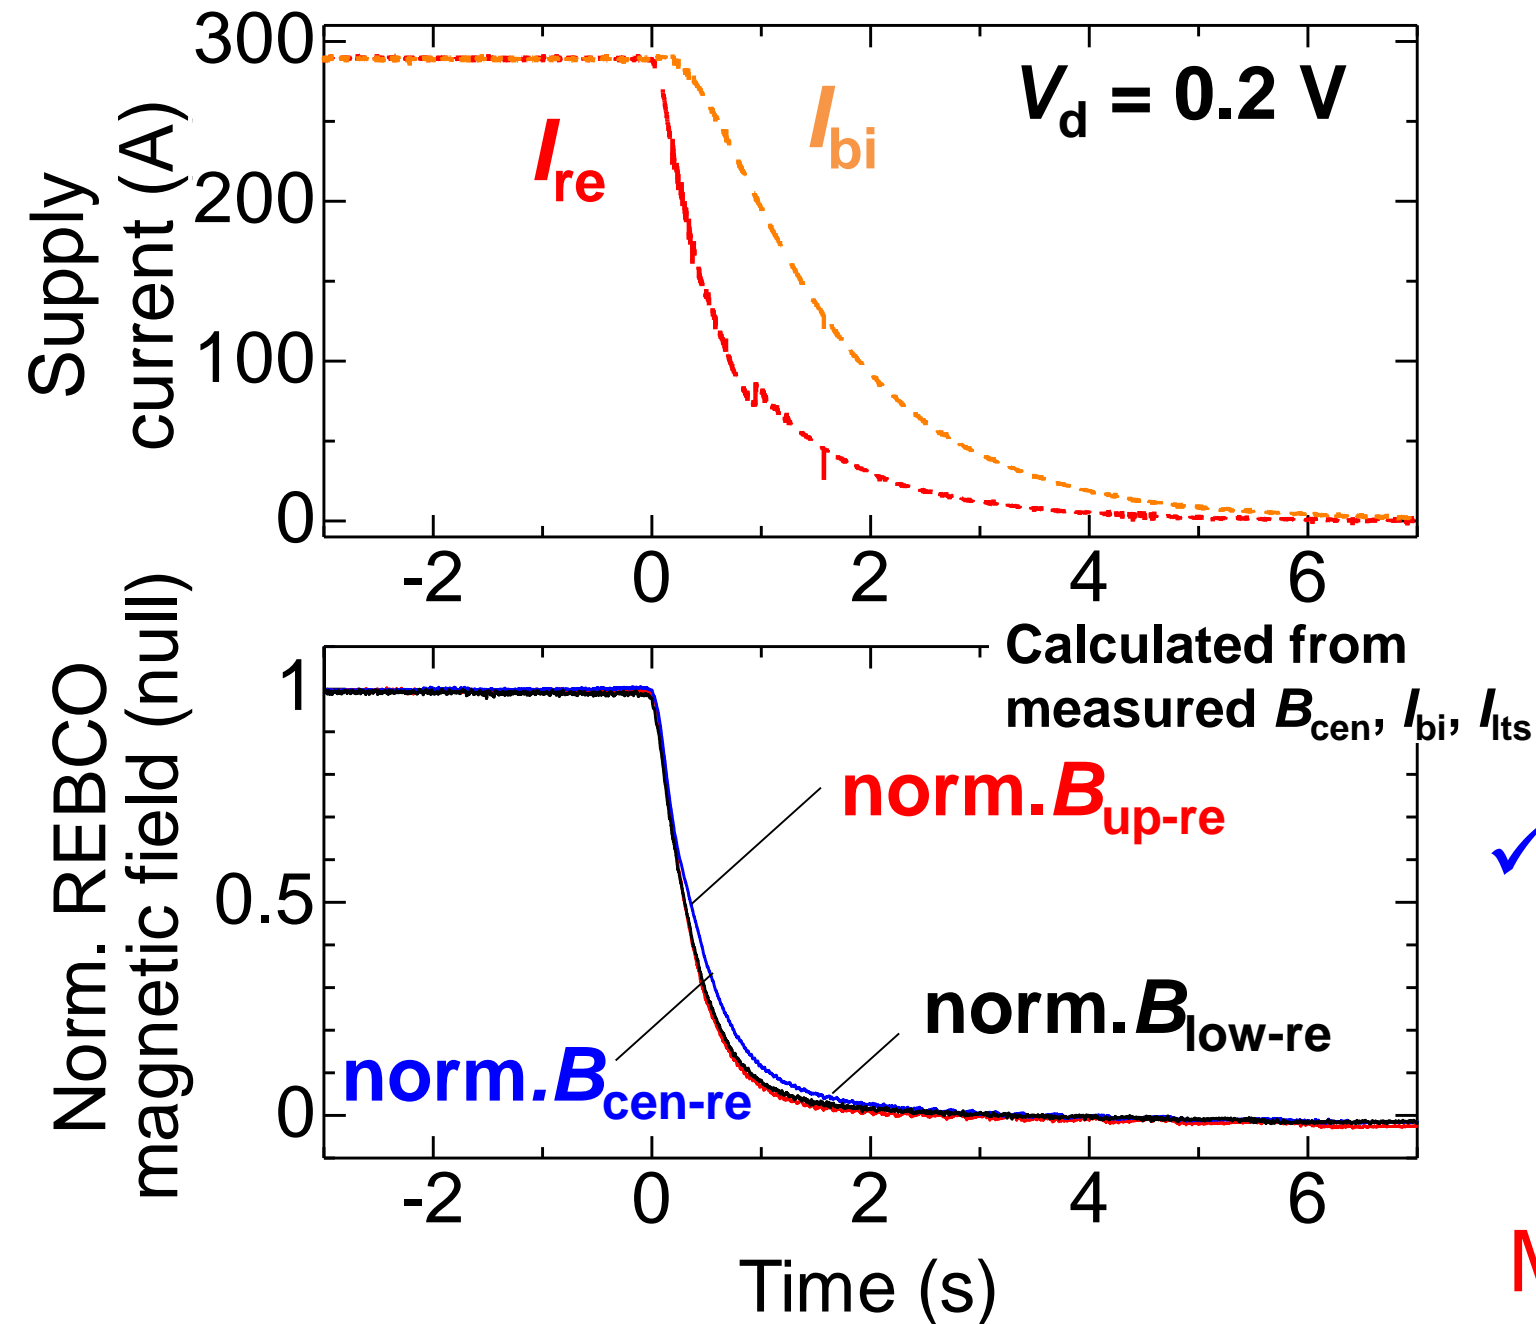 300
200
100
0
Supply
current (A)
I_re
I_bi
V_d = 0.2 V
-2 0 2 4 6
Calculated from
measured B_cen, I_bi, I_lts
1
0.5
0
Norm. REBCO
magnetic field (null)
norm.B_up-re
norm.B_low-re
norm.B_cen-re
-2 0 2 4 6
Time (s)